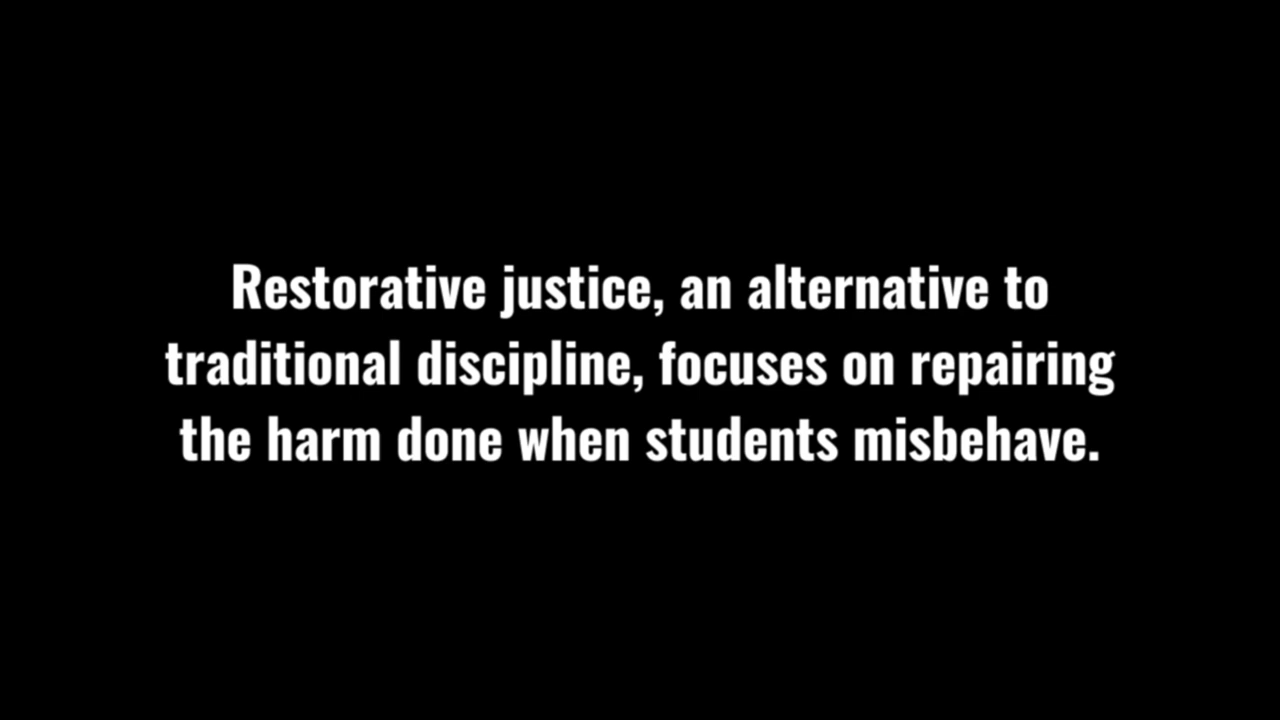 Restorative justice, an alternative to
traditional discipline, focuses on repairing
the harm done when students misbehave.